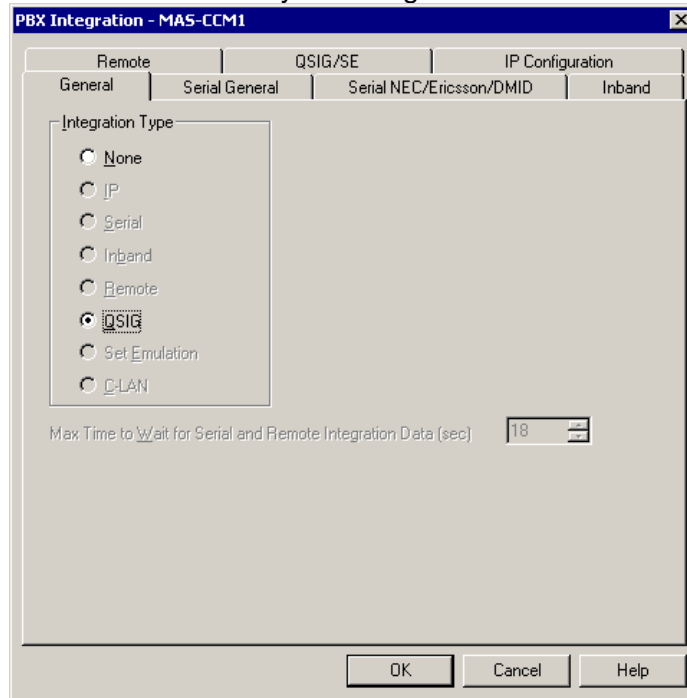 PBX Integration - MAS-CCM1
Remote QSIG/SE IP Configuration
General Serial General Serial NEC/Ericsson/DMID Inband
Integration Type
None
IP
Serial
Inband
Remote
QSIG
Set Emulation
C-LAN
Max Time to Wait for Serial and Remote Integration Data (sec) 18
OK Cancel Help